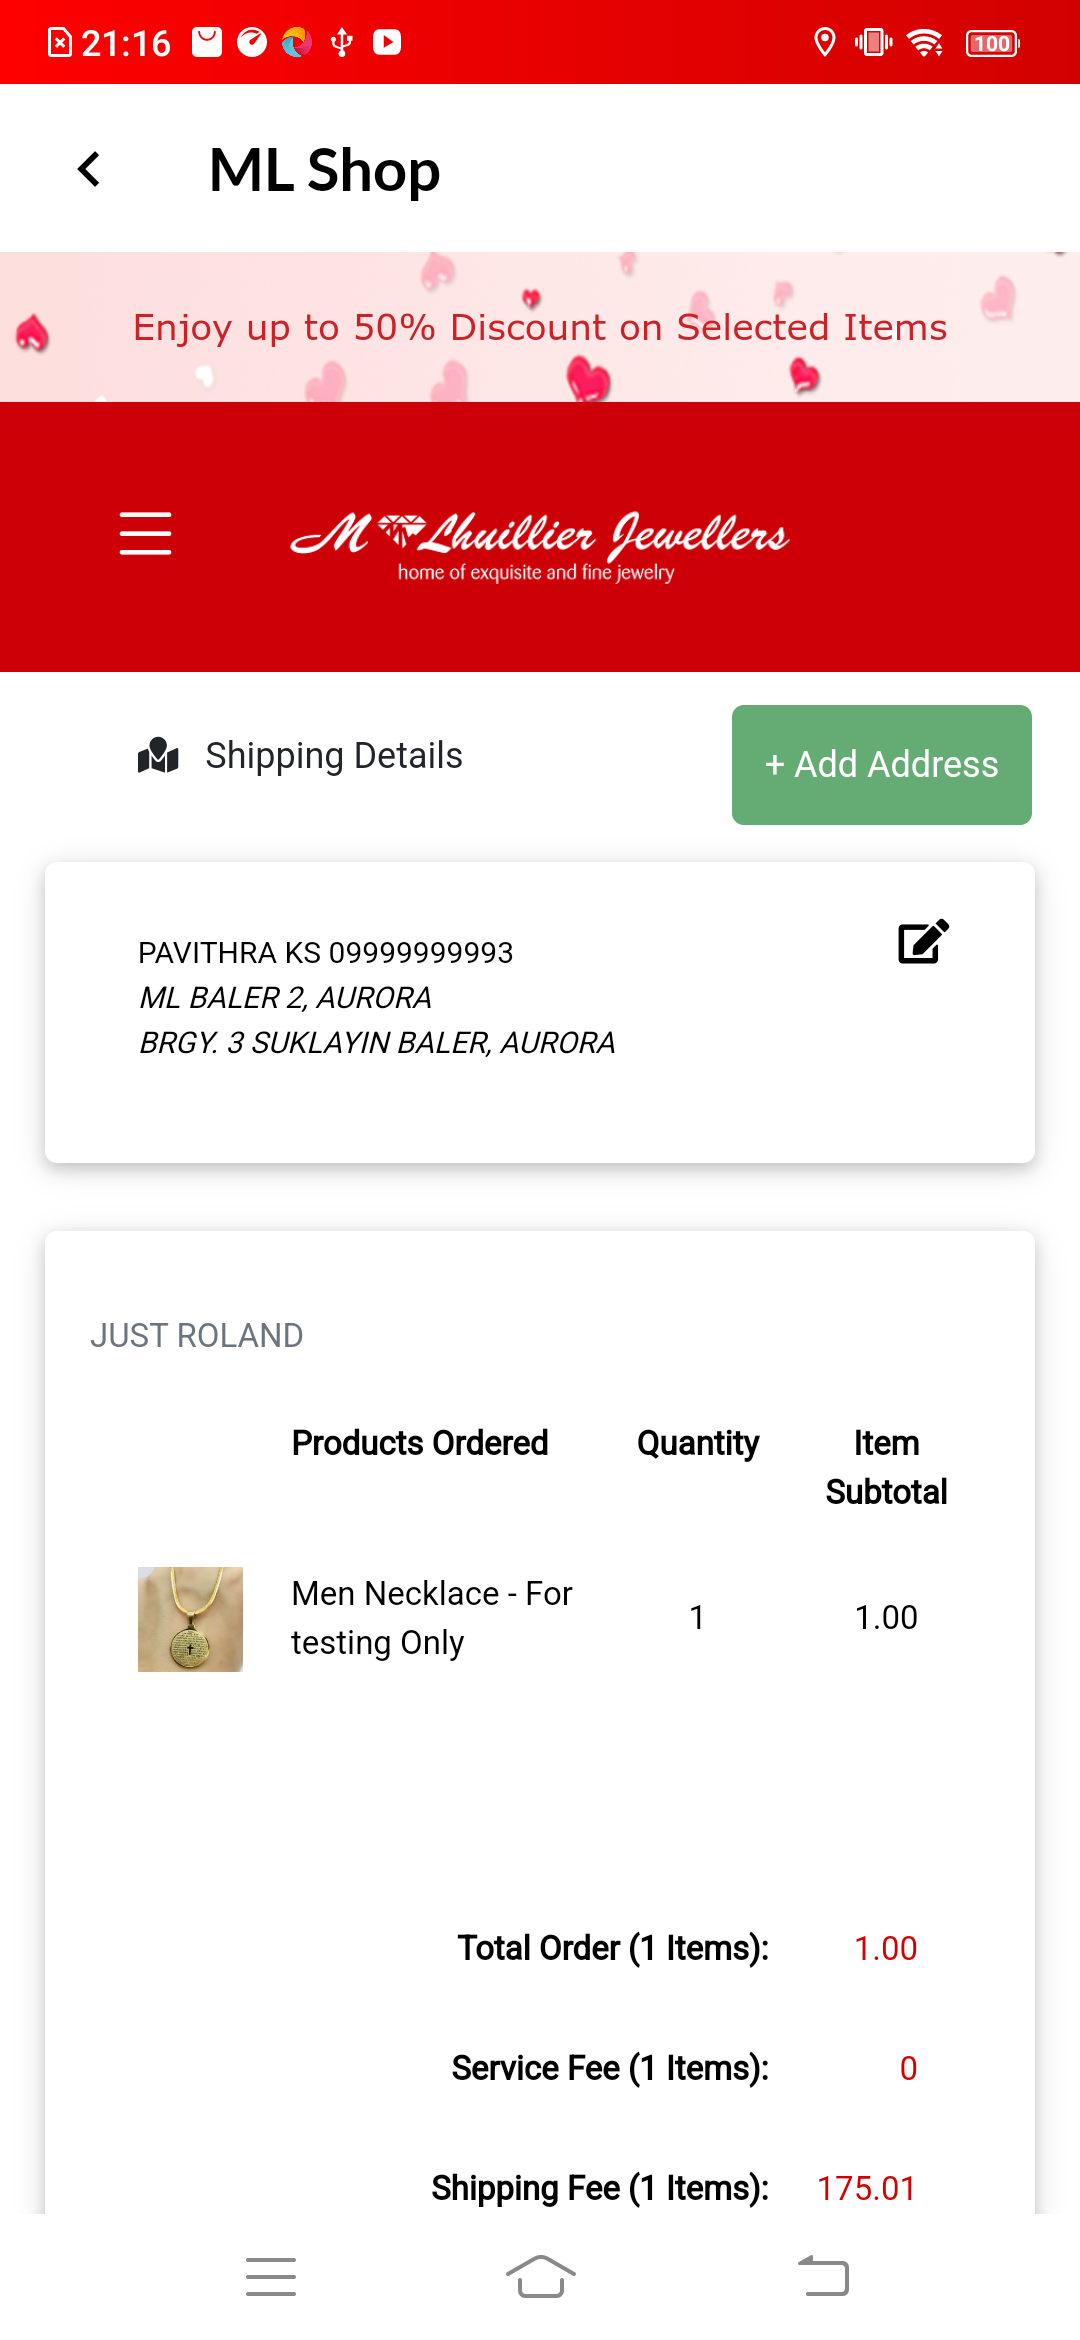 21:16
100
ML Shop
Enjoy up to 50% Discount on Selected Items
M Lhuillier Jewellers
home of exquisite and fine jewelry
Shipping Details
+ Add Address
PAVITHRA KS 09999999993
ML BALER 2, AURORA
BRGY. 3 SUKLAYIN BALER, AURORA
JUST ROLAND
Products Ordered Quantity Item
Subtotal
Men Necklace - For
testing Only
1 1.00
Total Order (1 Items): 1.00
Service Fee (1 Items): 0
Shipping Fee (1 Items): 175.01